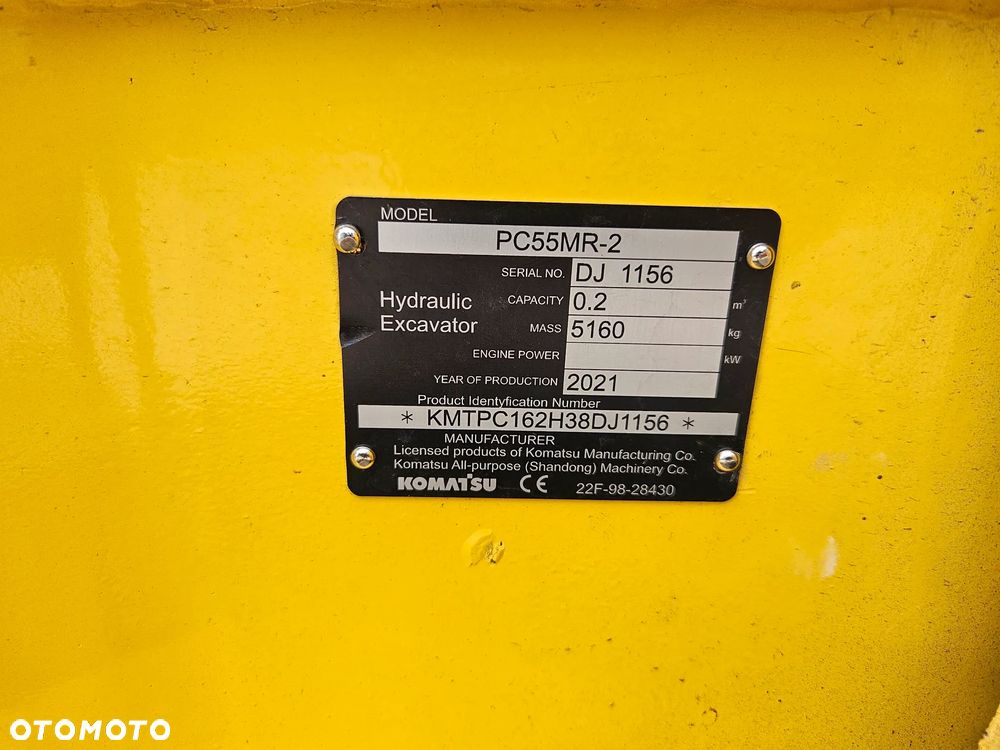 MODEL
PC55MR-2
SERIAL NO. DJ 1156
Hydraulic Excavator
CAPACITY 0.2 m³
MASS 5160 kg
ENGINE POWER kW
YEAR OF PRODUCTION 2021
Product Identyfication Number
* KMTPC162H38DJ1156 *
MANUFACTURER
Licensed products of Komatsu Manufacturing Co.
Komatsu All-purpose (Shandong) Machinery Co.
KOMATSU CE 22F-98-28430
OTOMOTO